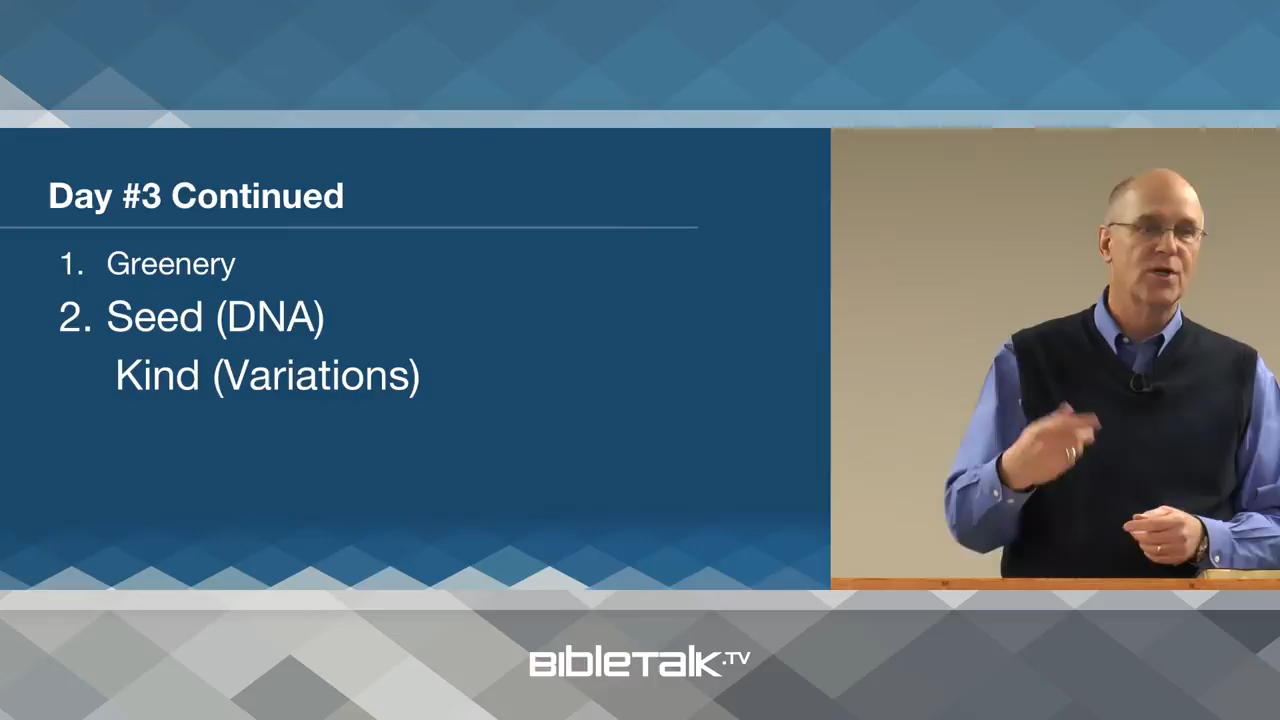 Day #3 Continued
1. Greenery
2. Seed (DNA)
Kind (Variations)
BIBLETALK.TV